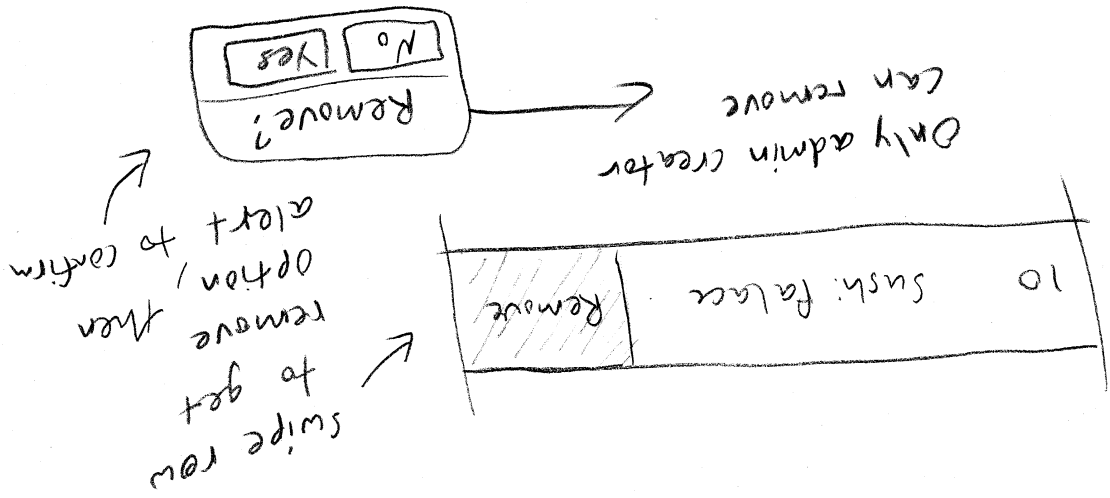 swipe row
to get
remove
option, then
alert to confirm
10 Sushi Palace Remove
Only admin creator
can remove
Remove?
No Yes